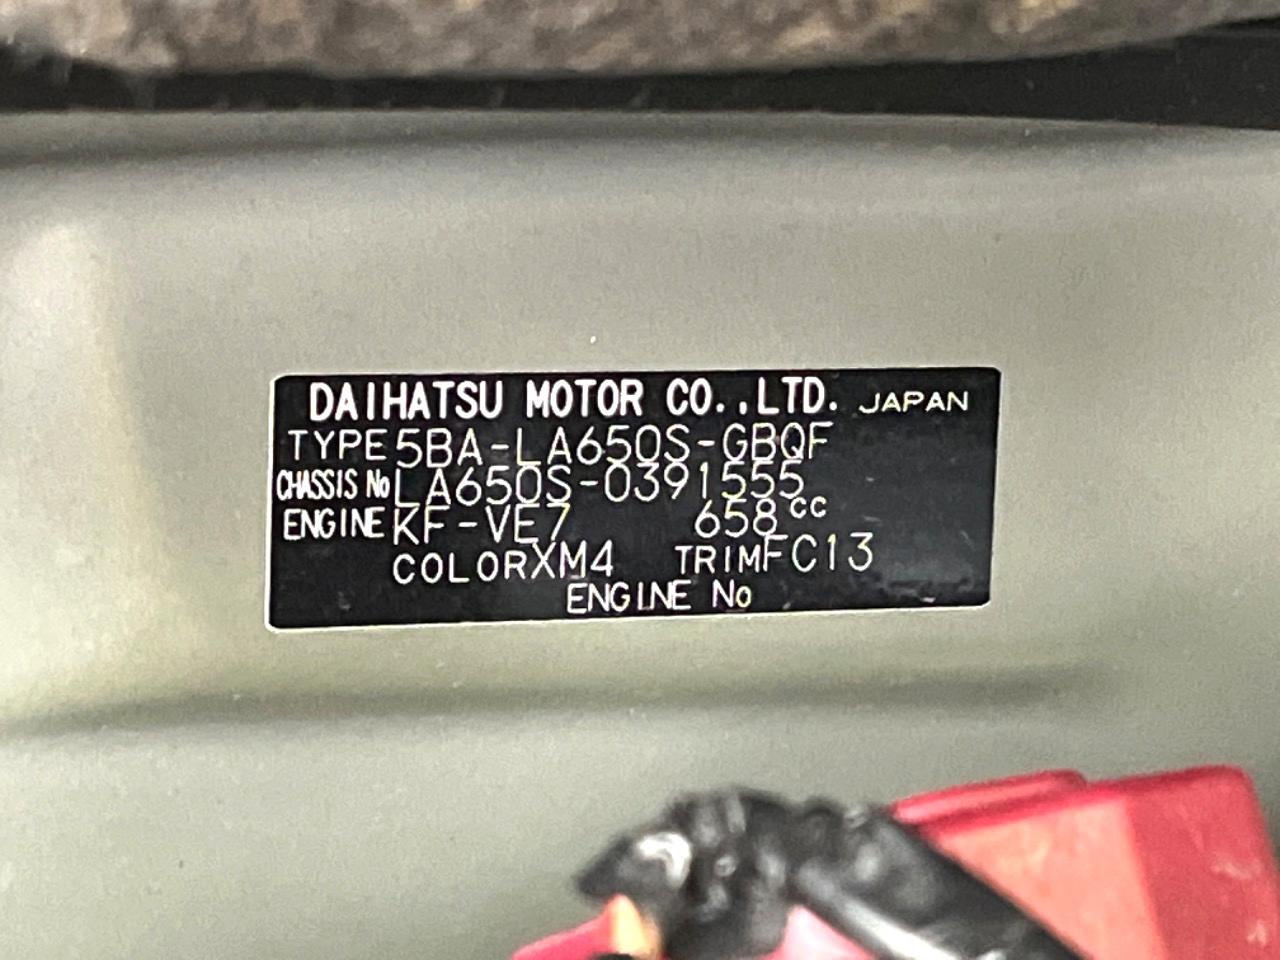 DAIHATSU MOTOR CO.,LTD. JAPAN
TYPE 5BA-LA650S-GBQF
CHASSIS No LA650S-0391555
ENGINE KF-VE7 658 cc
COLOR XM4 TRIM FC13
ENGINE No